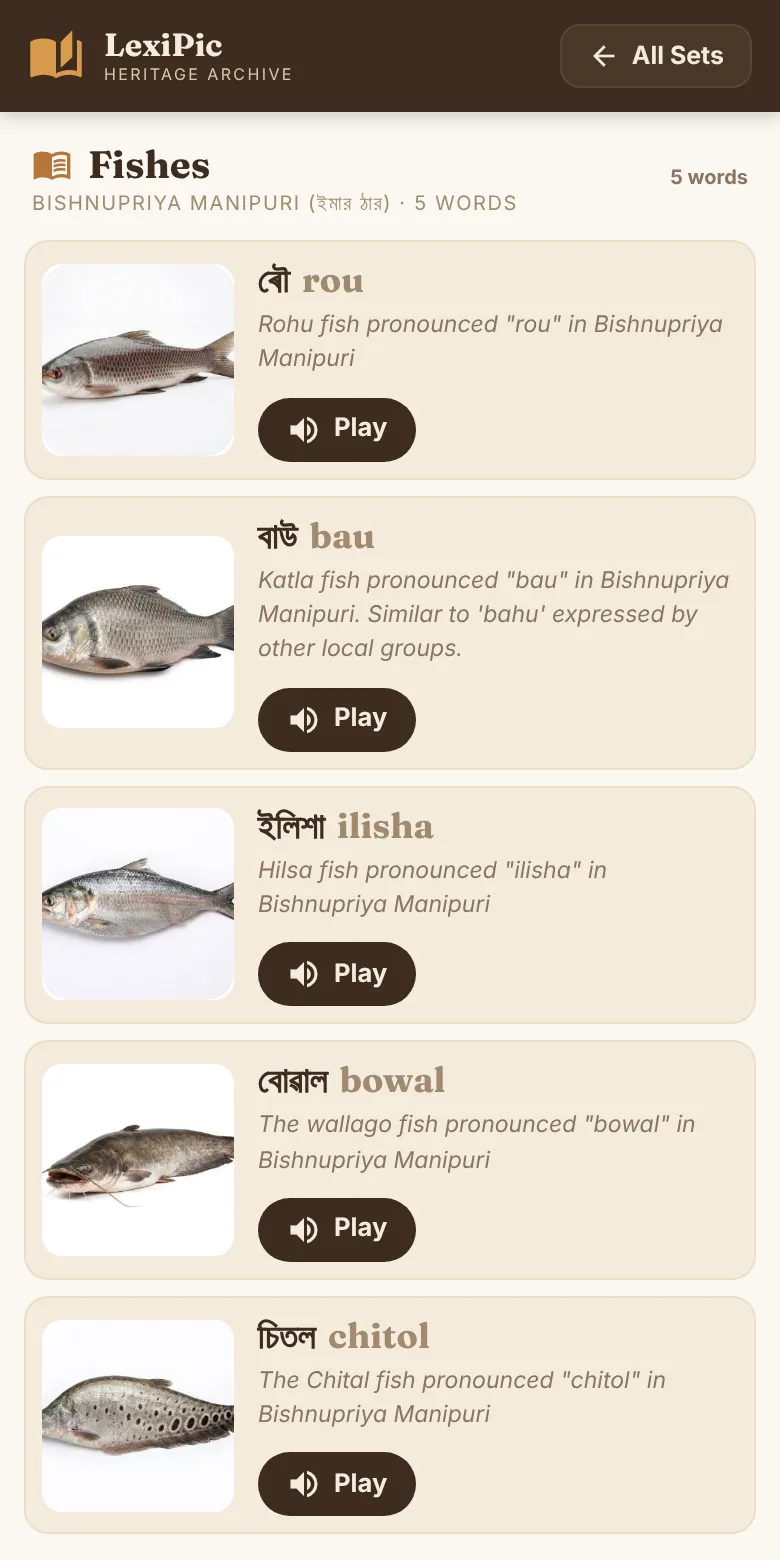 LexiPic
HERITAGE ARCHIVE
← All Sets
Fishes
5 words
BISHNUPRIYA MANIPURI (ইমার ঠার) · 5 WORDS
ৰৌ rou
Rohu fish pronounced "rou" in Bishnupriya
Manipuri
Play
বাউ bau
Katla fish pronounced "bau" in Bishnupriya
Manipuri. Similar to 'bahu' expressed by
other local groups.
Play
ইলিশা ilisha
Hilsa fish pronounced "ilisha" in
Bishnupriya Manipuri
Play
বোৱাল bowal
The wallago fish pronounced "bowal" in
Bishnupriya Manipuri
Play
চিতল chitol
The Chital fish pronounced "chitol" in
Bishnupriya Manipuri
Play